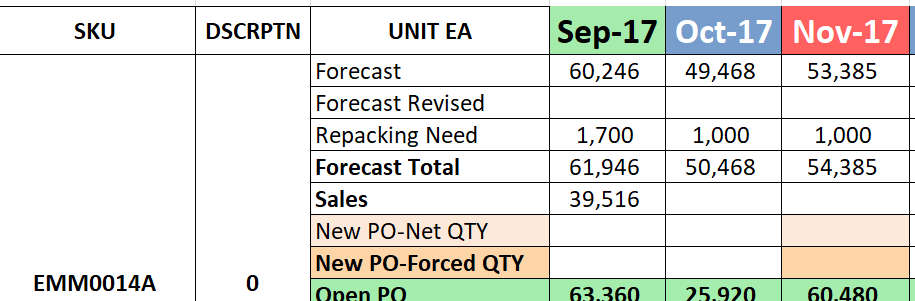 SKU DSCRPTN UNIT EA Sep-17 Oct-17 Nov-17
Forecast 60,246 49,468 53,385
Forecast Revised
Repacking Need 1,700 1,000 1,000
Forecast Total 61,946 50,468 54,385
Sales 39,516
New PO-Net QTY
New PO-Forced QTY
EMM0014A 0
Open PO 63,360 25,920 60,480